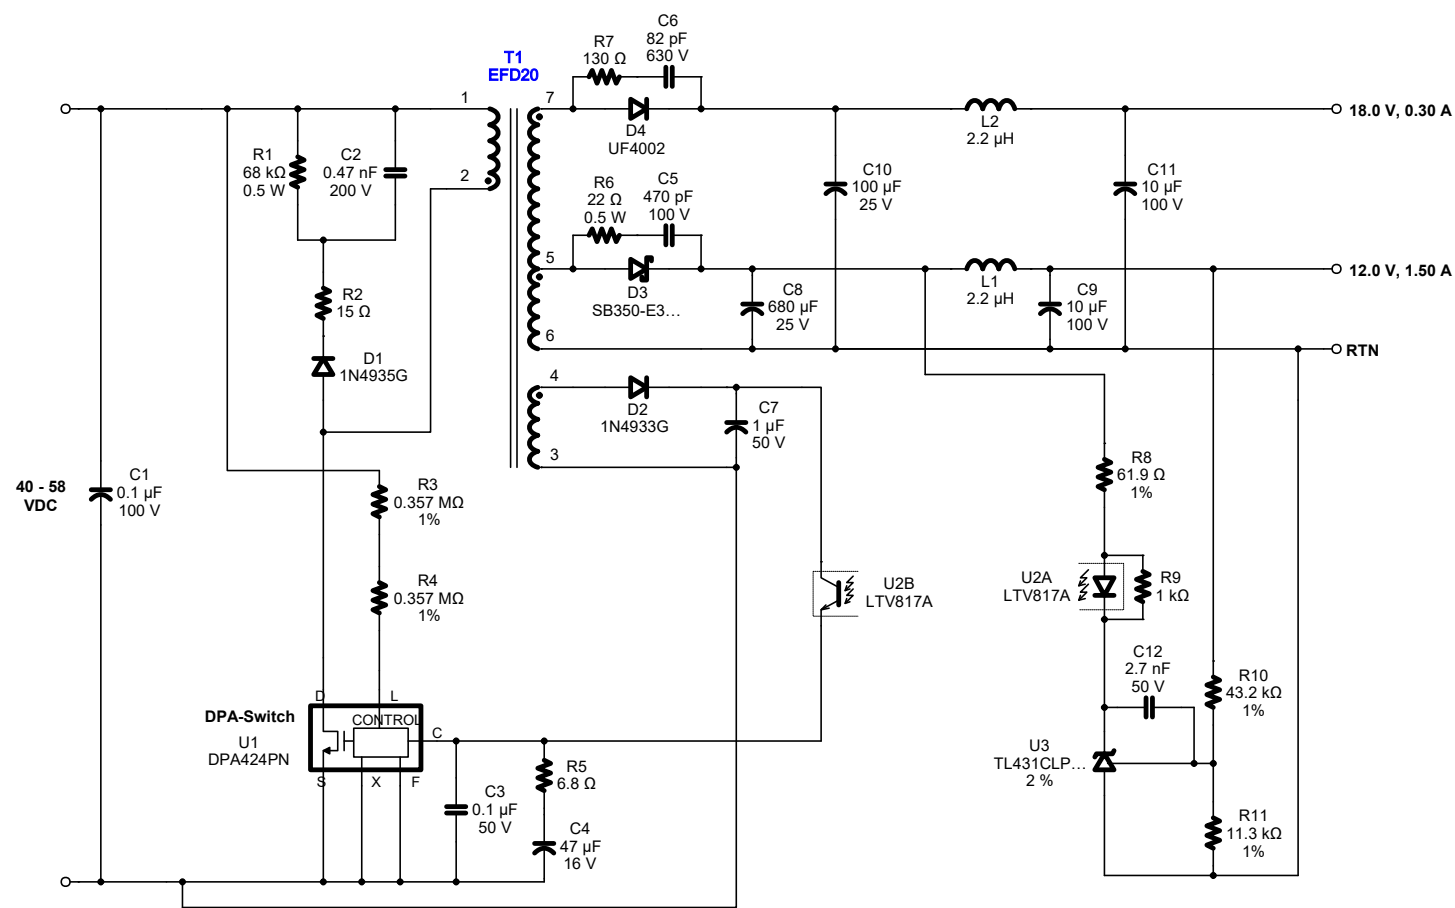 C6
82 pF
630 V
R7
130 Ω
T1
EFD20
1
7
18.0 V, 0.30 A
D4
UF4002
L2
2.2 µH
R1
68 kΩ
0.5 W
C2
0.47 nF
200 V
2
R6
22 Ω
0.5 W
C5
470 pF
100 V
C10
100 µF
25 V
C11
10 µF
100 V
5
12.0 V, 1.50 A
D3
SB350-E3...
L1
2.2 µH
R2
15 Ω
C8
680 µF
25 V
C9
10 µF
100 V
6
RTN
D1
1N4935G
4
D2
1N4933G
C7
1 µF
50 V
3
40 - 58
VDC
C1
0.1 µF
100 V
R3
0.357 MΩ
1%
R8
61.9 Ω
1%
R4
0.357 MΩ
1%
U2B
LTV817A
U2A
LTV817A
R9
1 kΩ
C12
2.7 nF
50 V
R10
43.2 kΩ
1%
D
L
DPA-Switch
U1
DPA424PN
CONTROL
C
S
X
F
U3
TL431CLP...
2 %
R5
6.8 Ω
C3
0.1 µF
50 V
C4
47 µF
16 V
R11
11.3 kΩ
1%